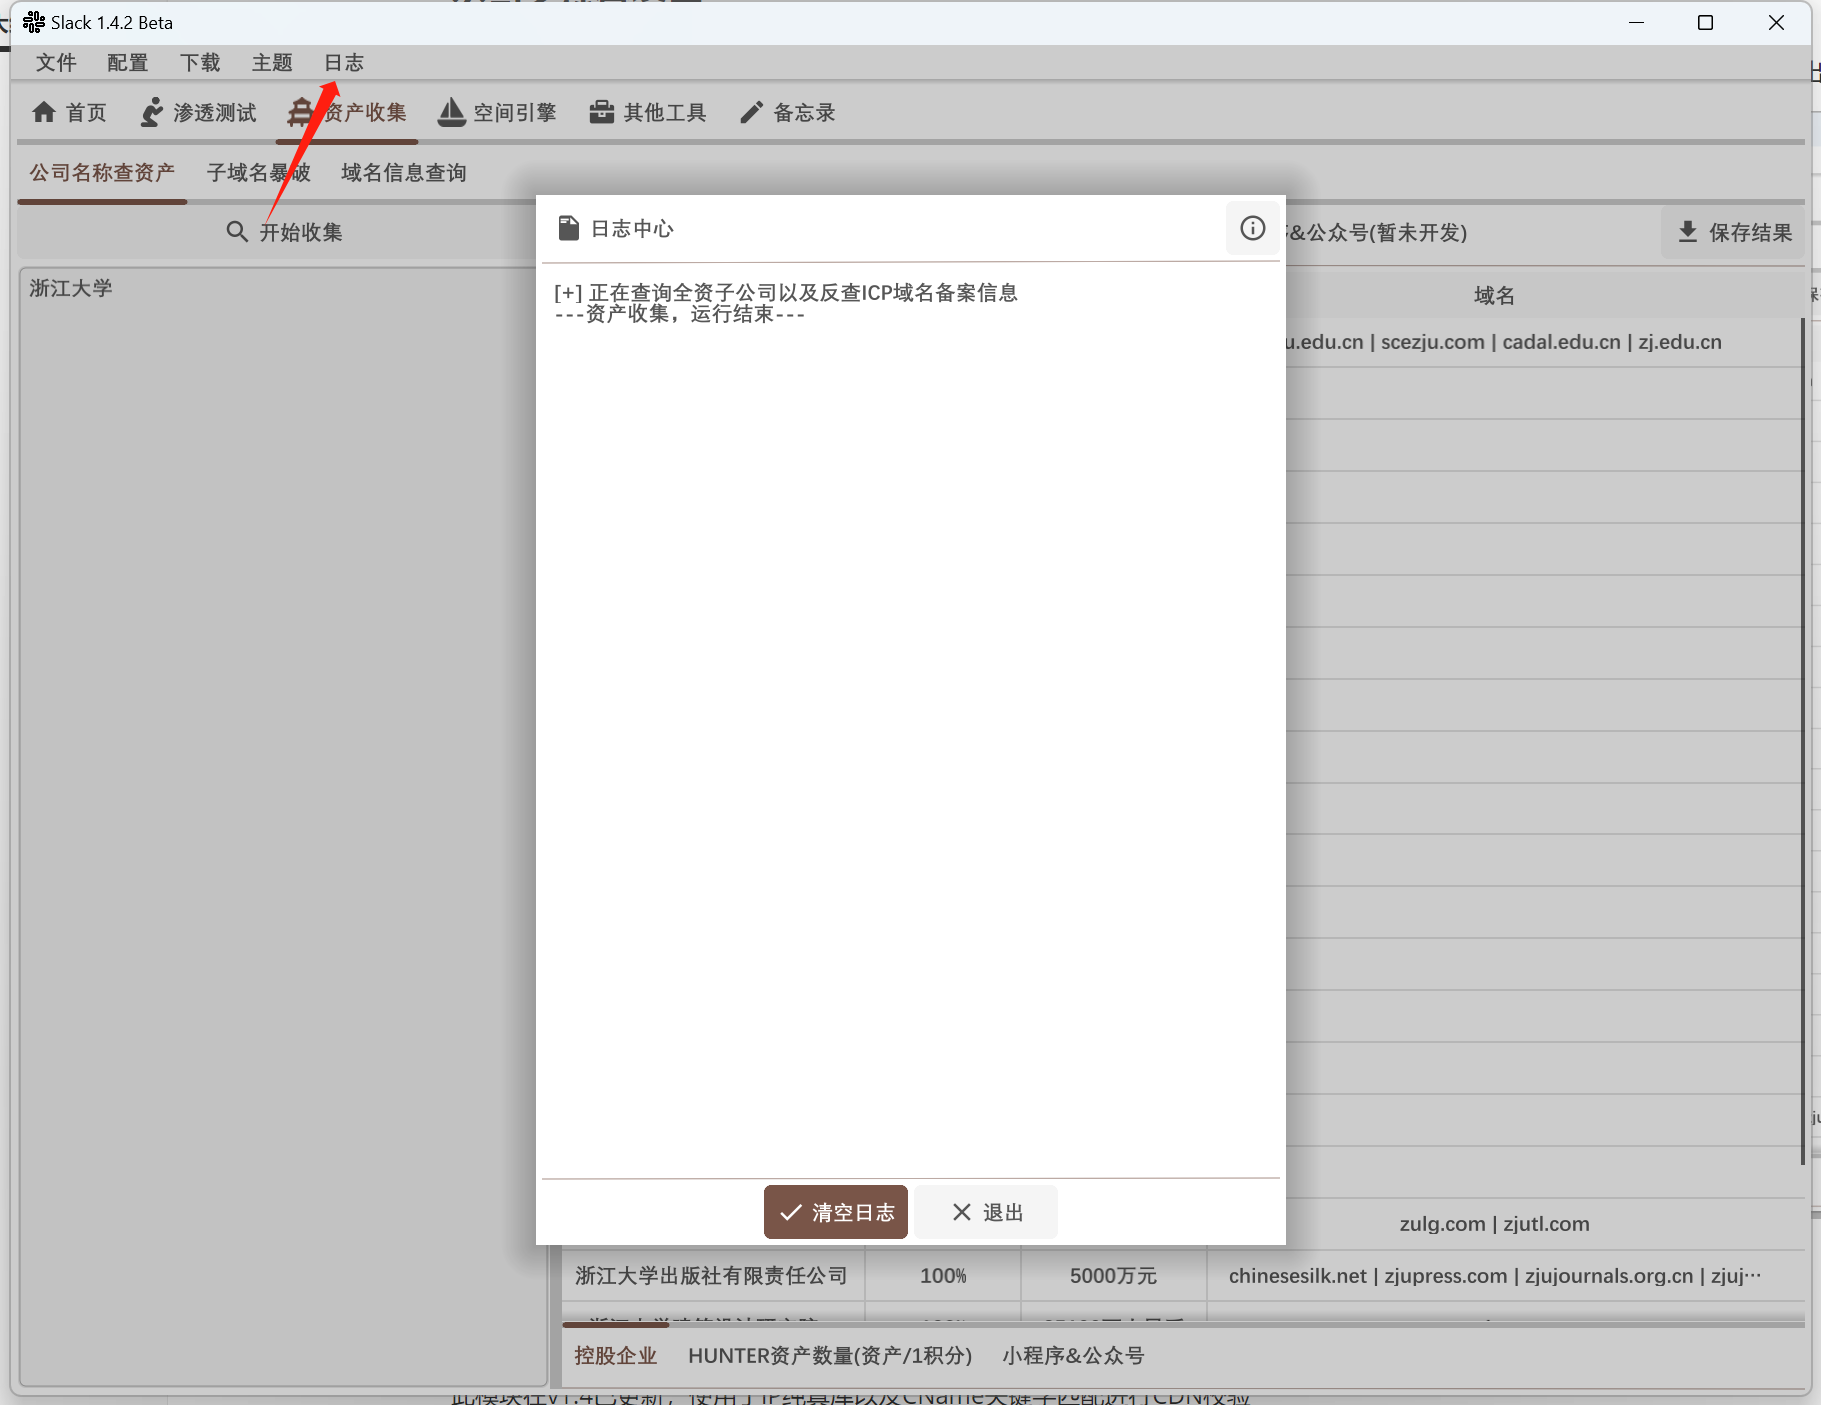 Slack 1.4.2 Beta
文件 配置 下载 主题 日志
首页 渗透测试 资产收集 空间引擎 其他工具 备忘录
公司名称查资产 子域名暴破 域名信息查询
开始收集
日志中心
&公众号(暂未开发)
保存结果
浙江大学
[+] 正在查询全资子公司以及反查ICP域名备案信息
---资产收集，运行结束---
域名
u.edu.cn | scezju.com | cadal.edu.cn | zj.edu.cn
清空日志 退出
zulg.com | zjutl.com
浙江大学出版社有限责任公司 100% 5000万元 chinesesilk.net | zjupress.com | zjujournals.org.cn | zjuj···
控股企业 HUNTER资产数量(资产/1积分) 小程序&公众号